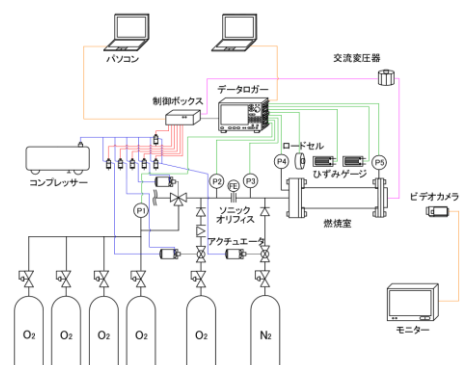 パソコン
交流変圧器
制御ボックス
データロガー
ロードセル
P4
ひずみゲージ
P5
コンプレッサー
P2
FE
P3
P1
ソニック
オリフィス
燃焼室
ビデオカメラ
アクチュエータ
モニター
O₂
O₂
O₂
O₂
O₂
N₂